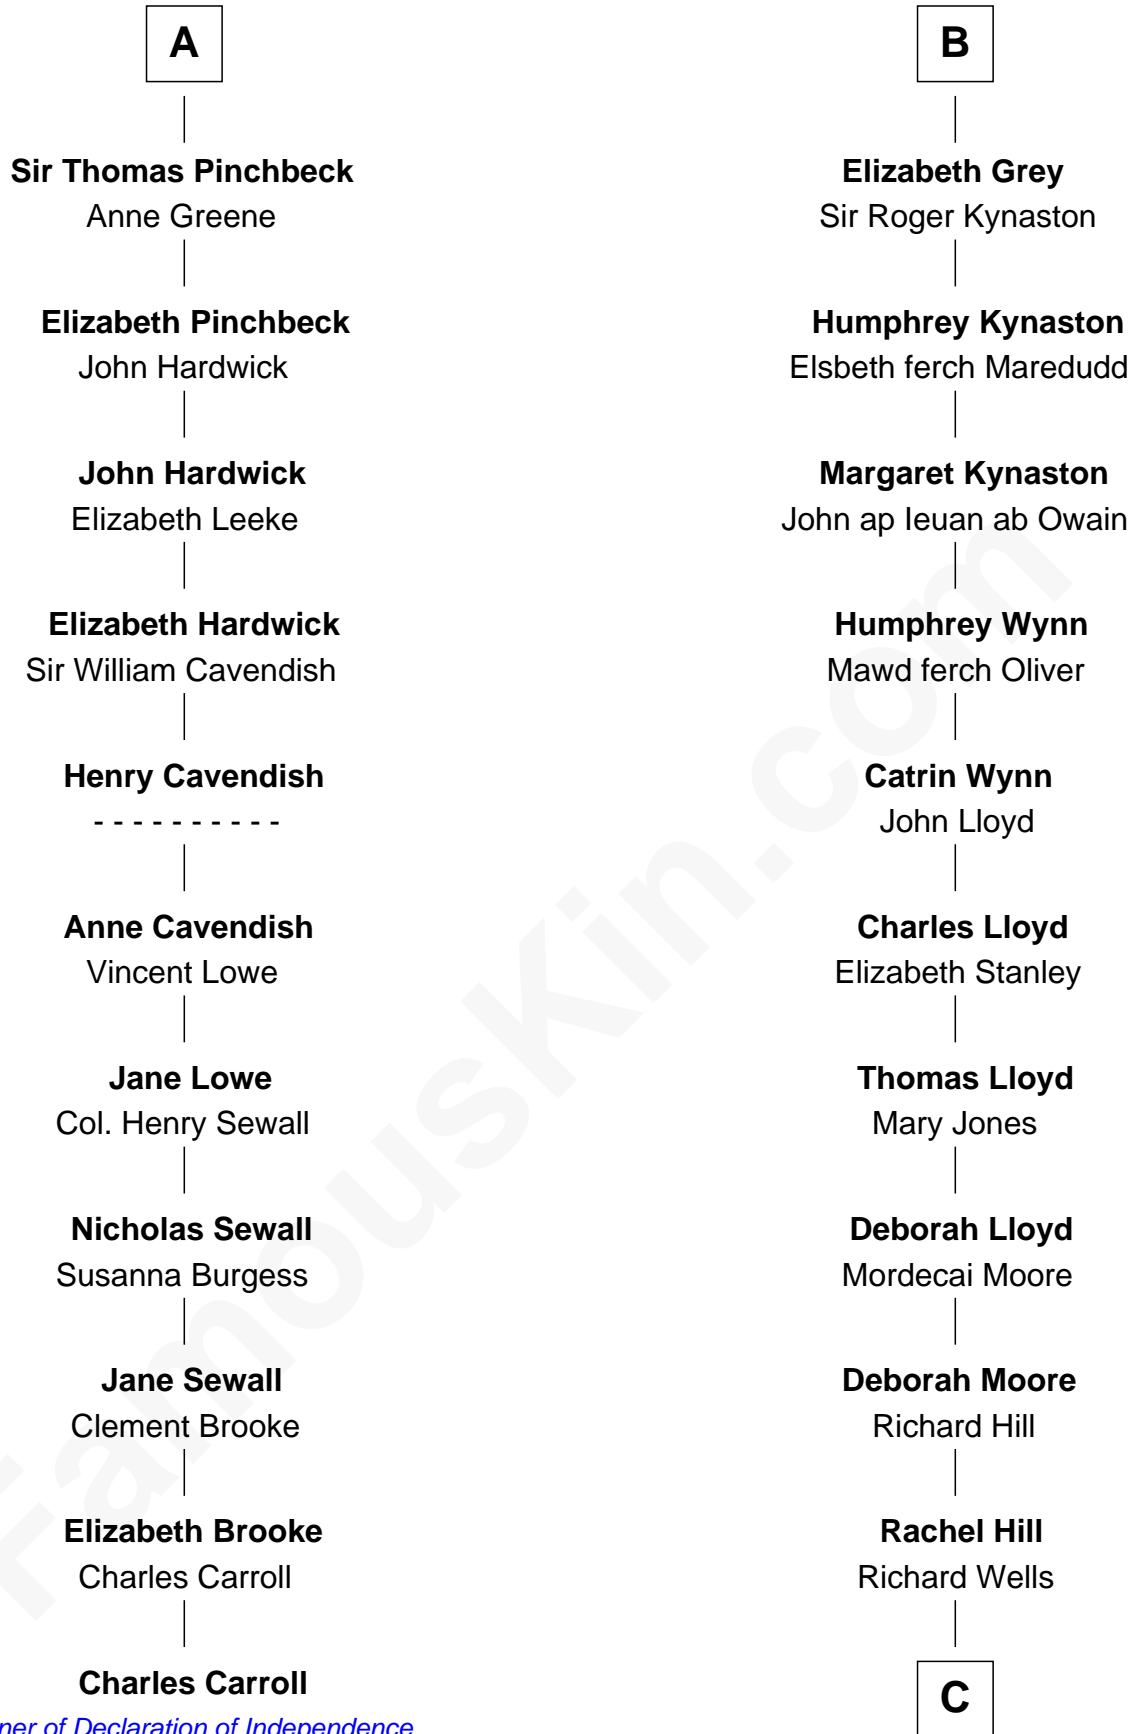 A
Sir Thomas Pinchbeck
Anne Greene
Elizabeth Pinchbeck
John Hardwick
John Hardwick
Elizabeth Leeke
Elizabeth Hardwick
Sir William Cavendish
Henry Cavendish
- - - - - - - - - -
Anne Cavendish
Vincent Lowe
Jane Lowe
Col. Henry Sewall
Nicholas Sewall
Susanna Burgess
Jane Sewall
Clement Brooke
Elizabeth Brooke
Charles Carroll
Charles Carroll
ner of Declaration of Independence
B
Elizabeth Grey
Sir Roger Kynaston
Humphrey Kynaston
Elsbeth ferch Maredudd
Margaret Kynaston
John ap Ieuan ab Owain
Humphrey Wynn
Mawd ferch Oliver
Catrin Wynn
John Lloyd
Charles Lloyd
Elizabeth Stanley
Thomas Lloyd
Mary Jones
Deborah Lloyd
Mordecai Moore
Deborah Moore
Richard Hill
Rachel Hill
Richard Wells
C
FamousKin.com